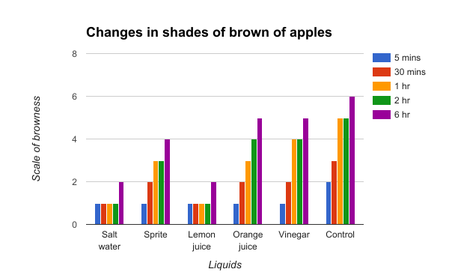 Changes in shades of brown of apples
8
6
4
2
0
Scale of browness
Salt
water
Sprite
Lemon
juice
Orange
juice
Vinegar
Control
Liquids
5 mins
30 mins
1 hr
2 hr
6 hr